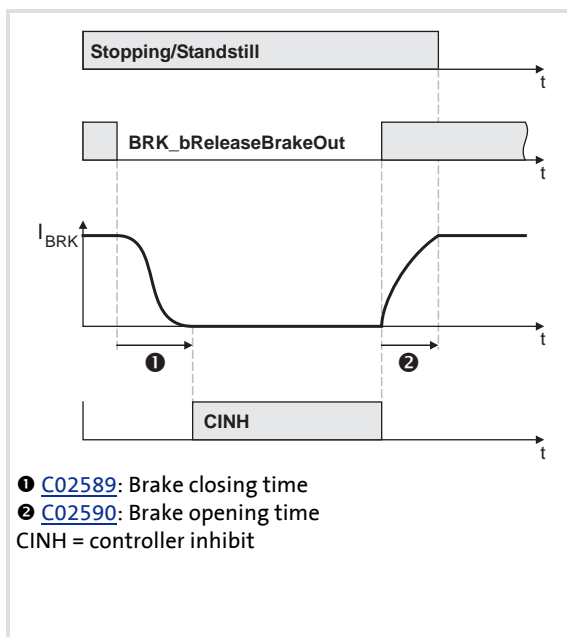 Stopping/Standstill
t
BRK_bReleaseBrakeOut
t
I BRK
t
❶
❷
CINH
t
❶ C02589: Brake closing time
❷ C02590: Brake opening time
CINH = controller inhibit